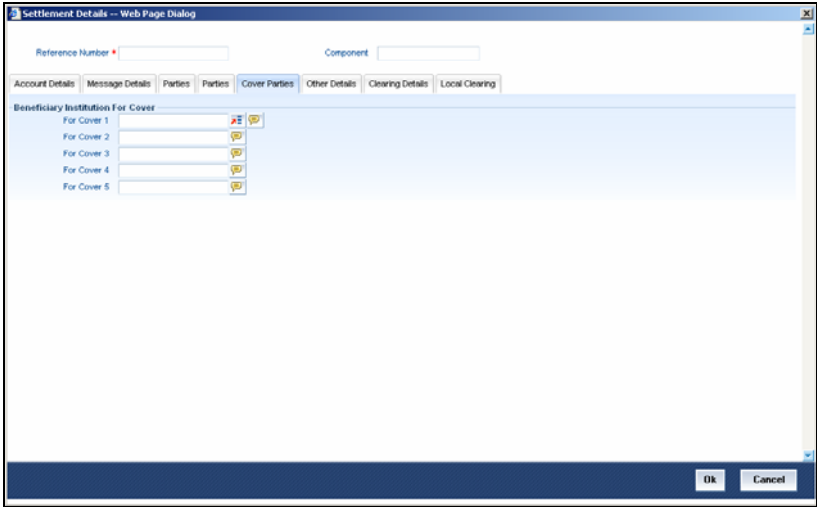 Settlement Details -- Web Page Dialog
Reference Number * Component
Account Details Message Details Parties Parties Cover Parties Other Details Clearing Details Local Clearing
Beneficiary Institution For Cover
For Cover 1
For Cover 2
For Cover 3
For Cover 4
For Cover 5
Ok Cancel